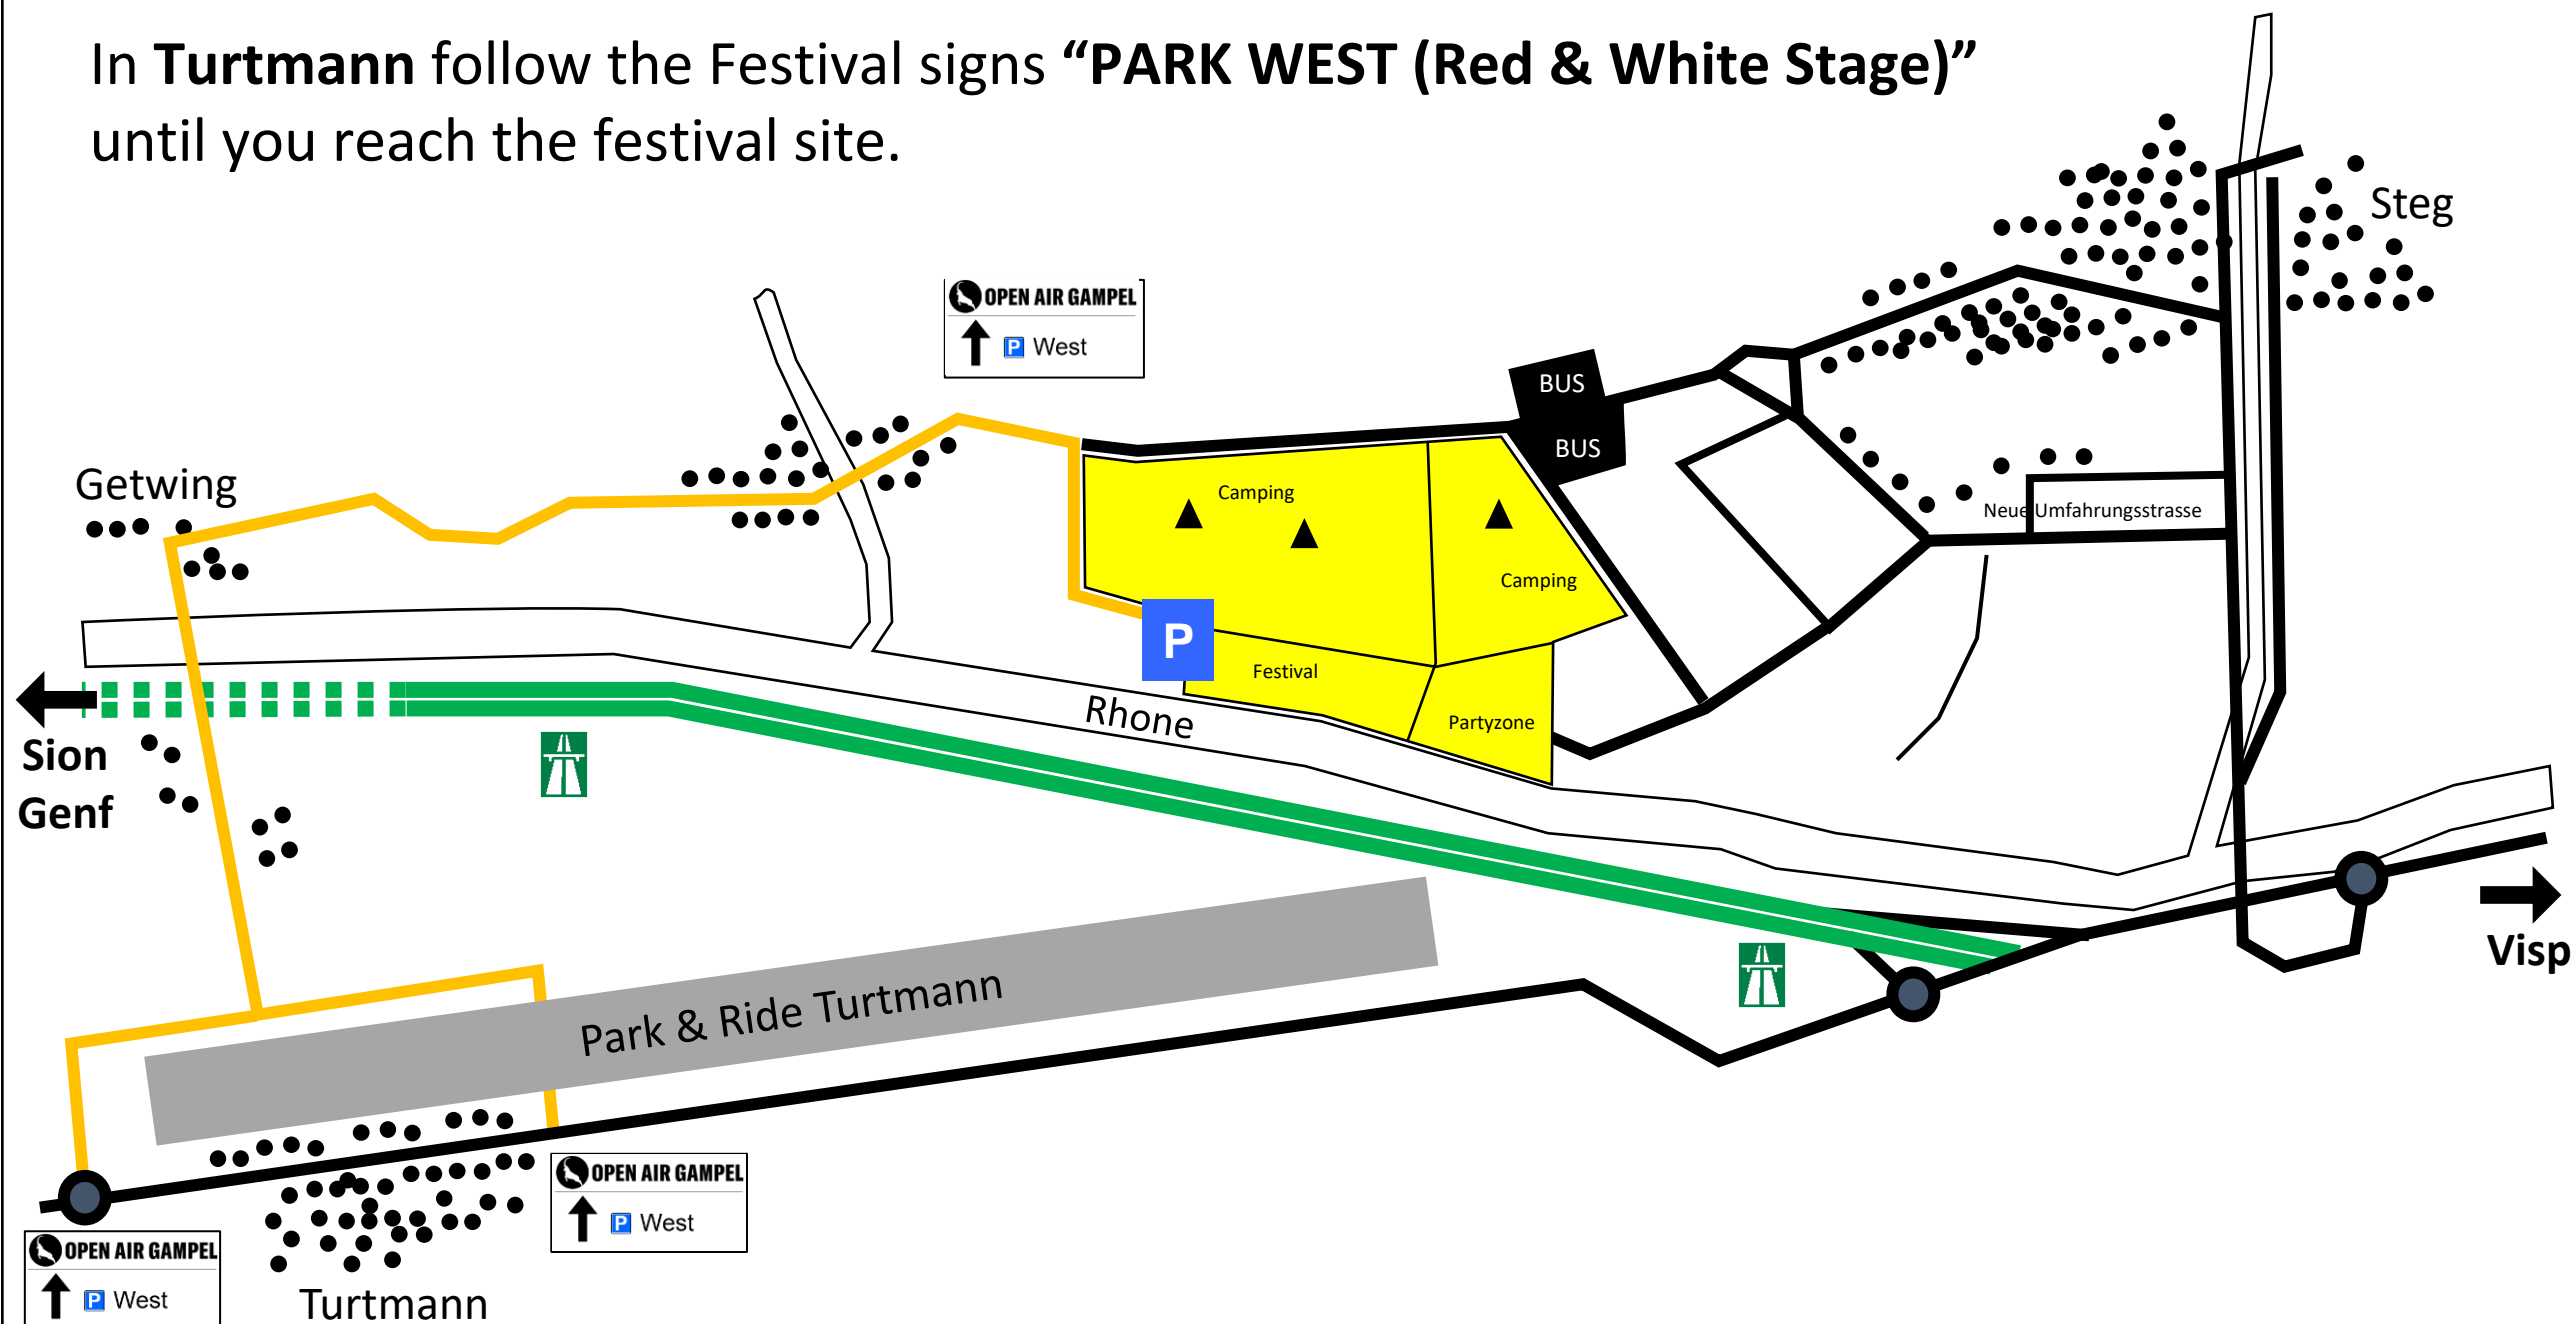 In Turtmann follow the Festival signs “PARK WEST (Red & White Stage)”
until you reach the festival site.
Steg
OPEN AIR GAMPEL
P West
BUS
BUS
Getwing
Camping
Neue Umfahrungsstrasse
Camping
P
Festival
Rhone
Partyzone
Sion
Genf
Visp
Park & Ride Turtmann
OPEN AIR GAMPEL
P West
OPEN AIR GAMPEL
P West
Turtmann